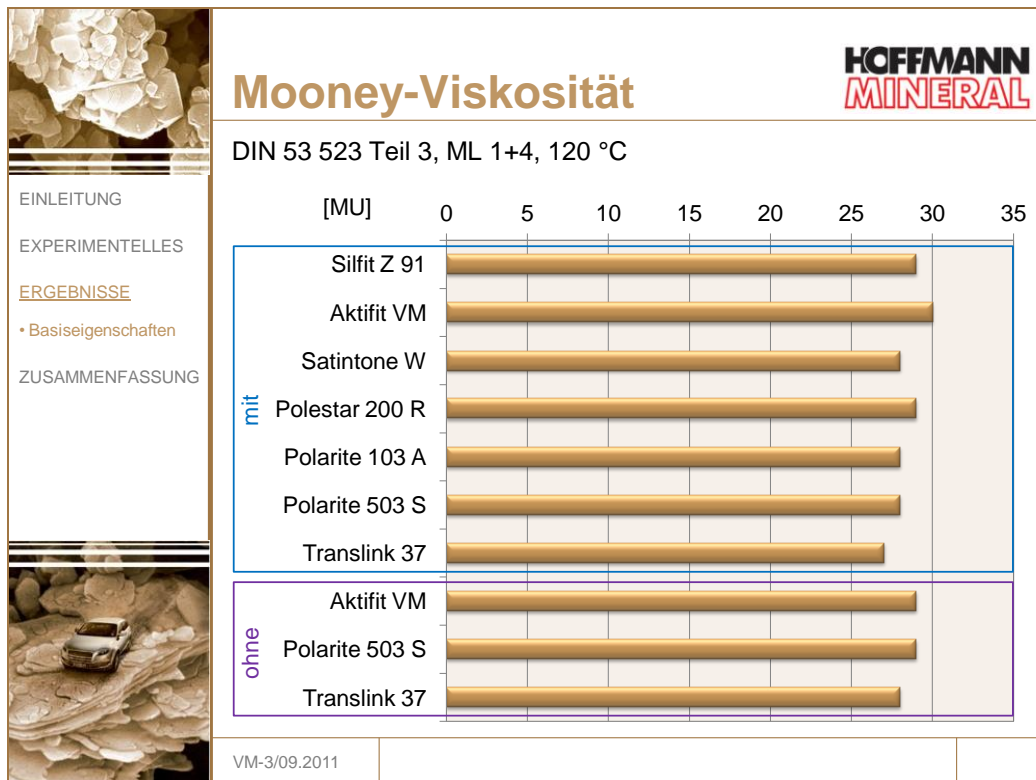 HOFFMANN
MINERAL
Mooney-Viskosität
DIN 53 523 Teil 3, ML 1+4, 120 °C
EINLEITUNG
EXPERIMENTELLES
ERGEBNISSE
• Basiseigenschaften
ZUSAMMENFASSUNG
[MU] 0 5 10 15 20 25 30 35
mit
Silfit Z 91
Aktifit VM
Satintone W
Polestar 200 R
Polarite 103 A
Polarite 503 S
Translink 37
ohne
Aktifit VM
Polarite 503 S
Translink 37
VM-3/09.2011